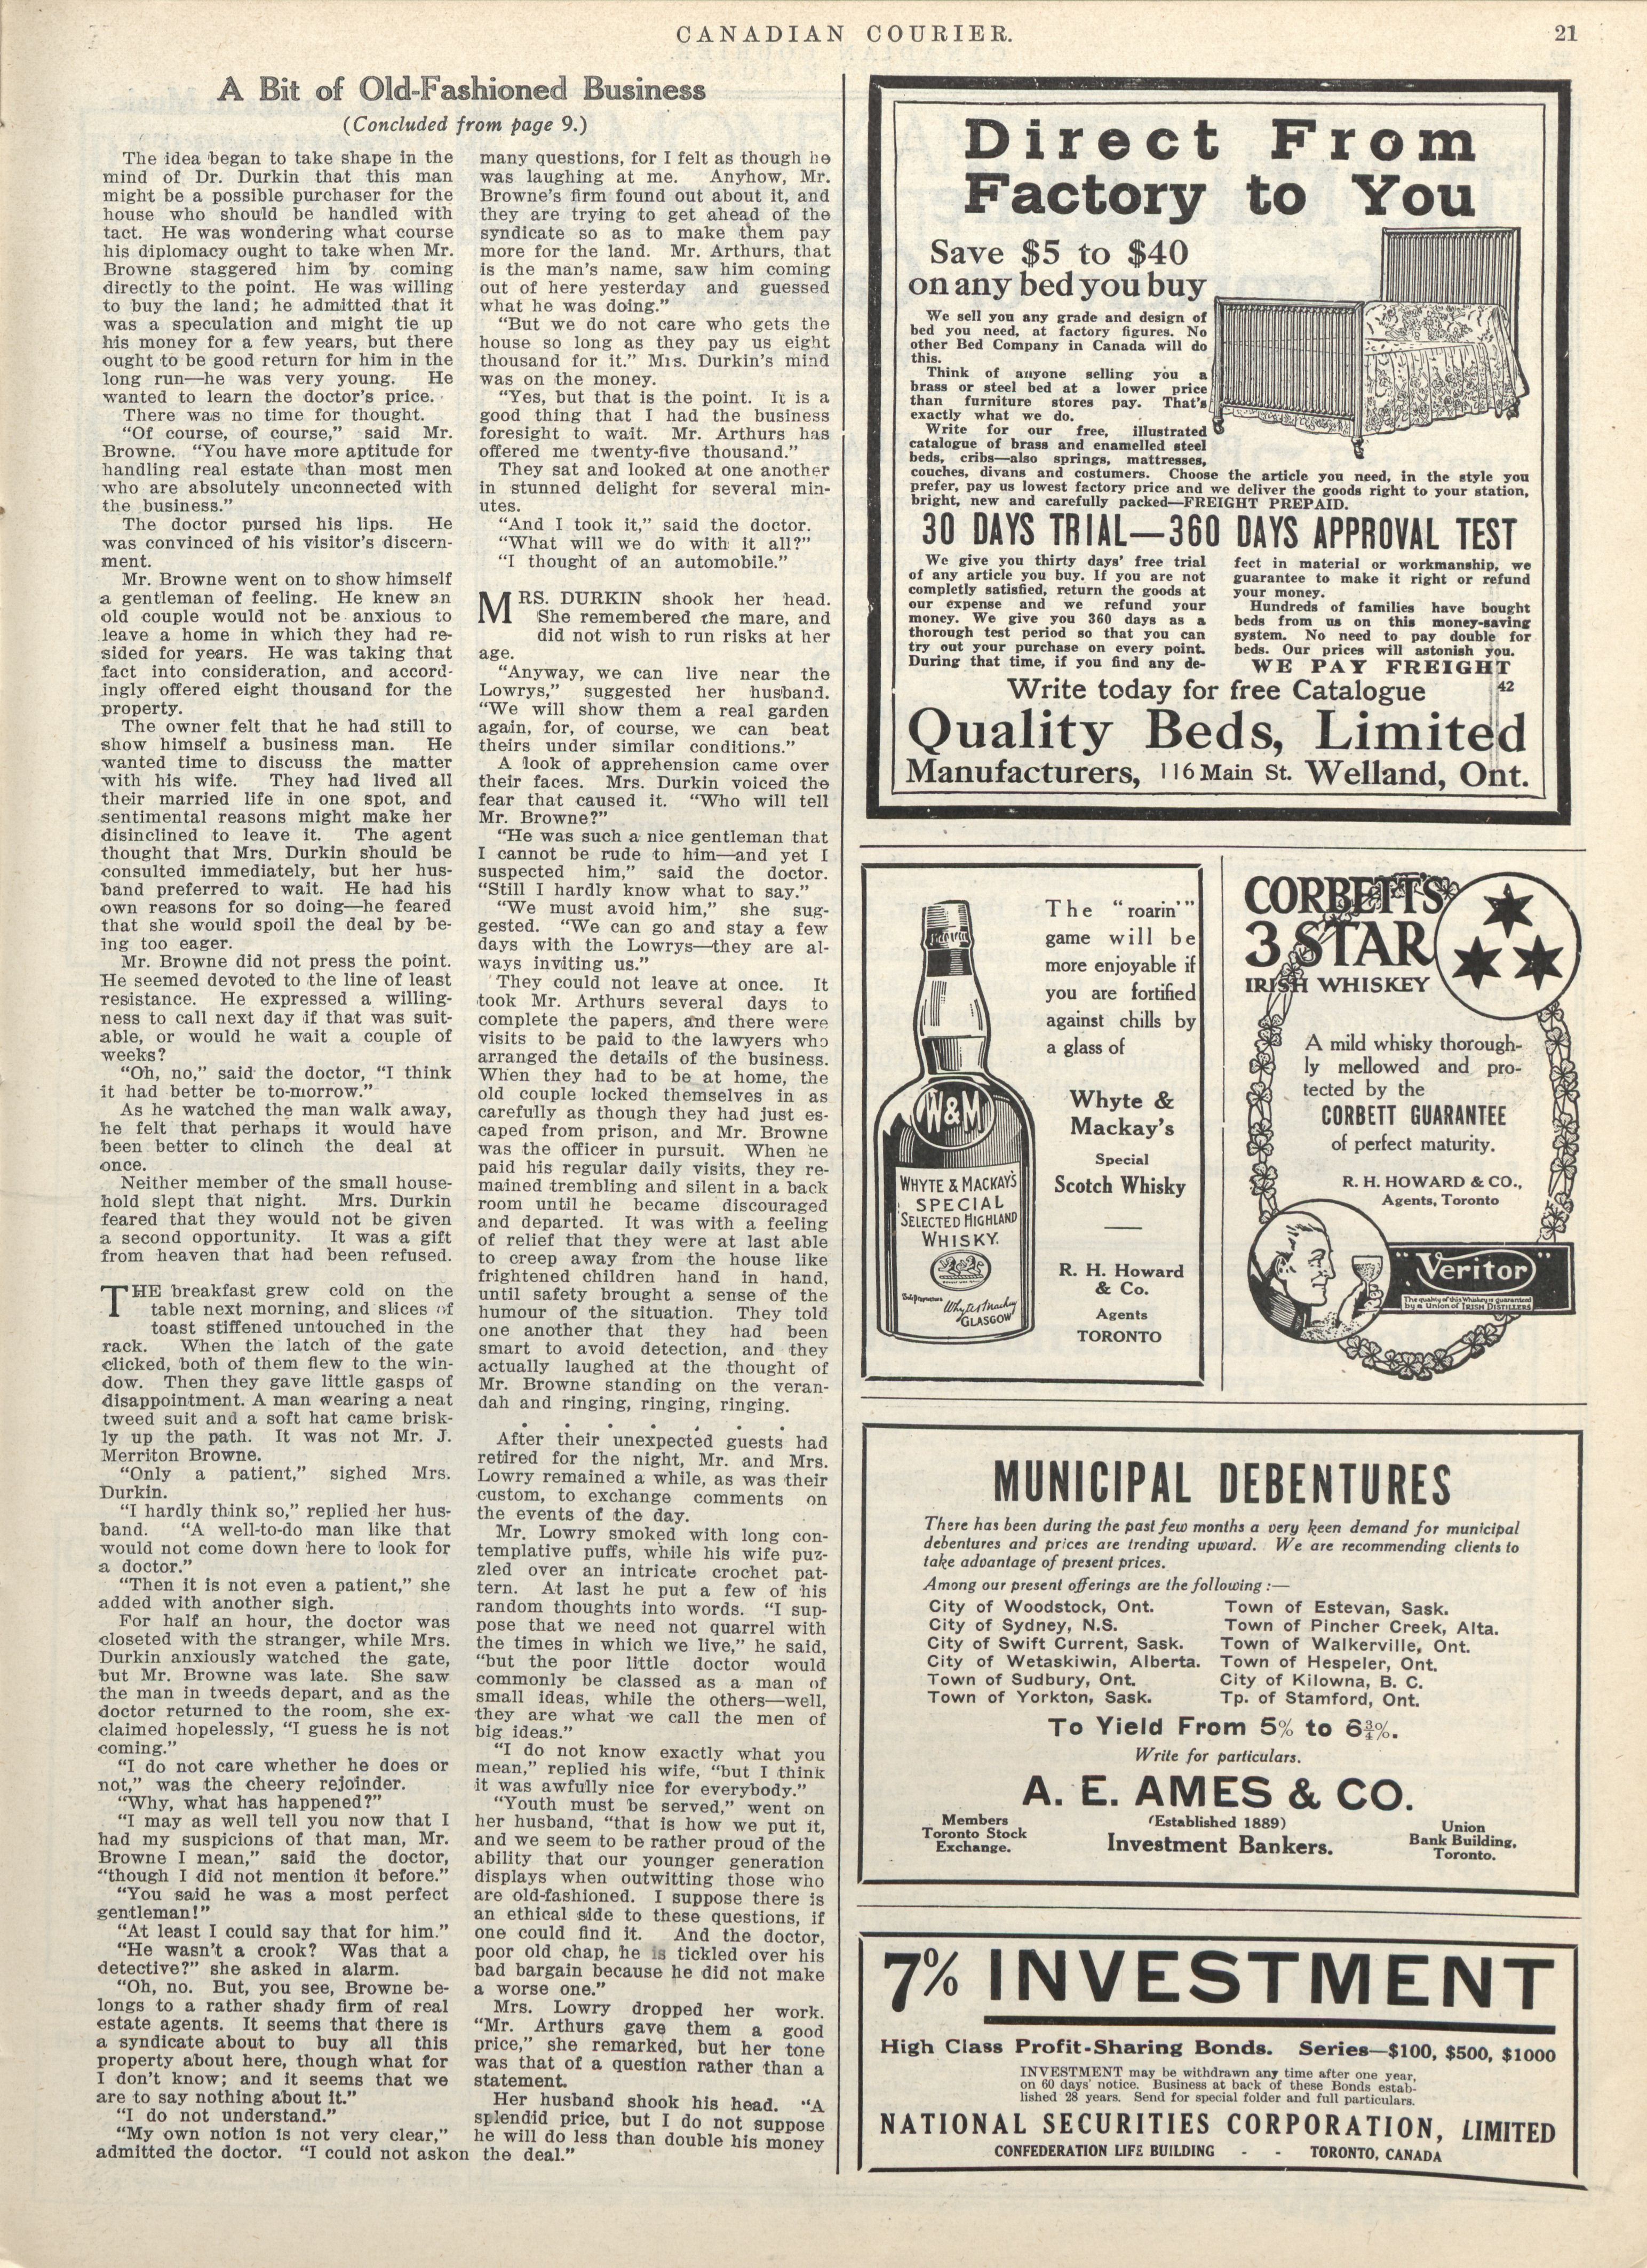 CANADIAN COURIER.
21
A Bit of Old-Fashioned Business
(Concluded from page 9.)
The idea began to take shape in the
mind of Dr. Durkin that this man
might be a possible purchaser for the
house who should be handled with
tact. He was wondering what course
his diplomacy ought to take when Mr.
Browne staggered him by coming
directly to the point. He was willing
to buy the land; he admitted that it
was a speculation and might tie up
his money for a few years, but there
ought to be good return for him in the
long run—he was very young. He
wanted to learn the doctor's price.
There was no time for thought.
"Of course, of course," said Mr.
Browne. "You have more aptitude for
handling real estate than most men
who are absolutely unconnected with
the business."
The doctor pursed his lips. He
was convinced of his visitor's discern-
ment.
Mr. Browne went on to show himself
a gentleman of feeling. He knew an
old couple would not be anxious to
leave a home in which they had re-
sided for years. He was taking that
fact into consideration, and accord-
ingly offered eight thousand for the
property.
The owner felt that he had still to
show himself a business man. He
wanted time to discuss the matter
with his wife. They had lived all
their married life in one spot, and
sentimental reasons might make her
disinclined to leave it. The agent
thought that Mrs. Durkin should be
consulted immediately, but her hus-
band preferred to wait. He had his
own reasons for so doing—he feared
that she would spoil the deal by be-
ing too eager.
Mr. Browne did not press the point.
He seemed devoted to the line of least
resistance. He expressed a willing-
ness to call next day if that was suit-
able, or would he wait a couple of
weeks?
"Oh, no," said the doctor, "I think
it had better be to-morrow."
As he watched the man walk away,
he felt that perhaps it would have
been better to clinch the deal at
once.
Neither member of the small house-
hold slept that night. Mrs. Durkin
feared that they would not be given
a second opportunity. It was a gift
from heaven that had been refused.
THE breakfast grew cold on the
table next morning, and slices of
toast stiffened untouched in the
rack. When the latch of the gate
clicked, both of them flew to the win-
dow. Then they gave little gasps of
disappointment. A man wearing a neat
tweed suit and a soft hat came brisk-
ly up the path. It was not Mr. J.
Merriton Browne.
"Only a patient," sighed Mrs.
Durkin.
"I hardly think so," replied her hus-
band. "A well-to-do man like that
would not come down here to look for
a doctor."
"Then it is not even a patient," she
added with another sigh.
For half an hour, the doctor was
closeted with the stranger, while Mrs.
Durkin anxiously watched the gate,
but Mr. Browne was late. She saw
the man in tweeds depart, and as the
doctor returned to the room, she ex-
claimed hopelessly, "I guess he is not
coming."
"I do not care whether he does or
not," was the cheery rejoinder.
"Why, what has happened?"
"I may as well tell you now that I
had my suspicions of that man, Mr.
Browne I mean," said the doctor,
"though I did not mention it before."
"You said he was a most perfect
gentleman!"
"At least I could say that for him."
"He wasn't a crook? Was that a
detective?" she asked in alarm.
"Oh, no. But, you see, Browne be-
longs to a rather shady firm of real
estate agents. It seems that there is
a syndicate about to buy all this
property about here, though what for
I don't know; and it seems that we
are to say nothing about it."
"I do not understand."
"My own notion is not very clear,"
admitted the doctor. "I could not ask
many questions, for I felt as though he
was laughing at me. Anyhow, Mr.
Browne's firm found out about it, and
they are trying to get ahead of the
syndicate so as to make them pay
more for the land. Mr. Arthurs, that
is the man's name, saw him coming
out of here yesterday and guessed
what he was doing."
"But we do not care who gets the
house so long as they pay us eight
thousand for it." Mrs. Durkin's mind
was on the money.
"Yes, but that is the point. It is a
good thing that I had the business
foresight to wait. Mr. Arthurs has
offered me twenty-five thousand."
They sat and looked at one another
in stunned delight for several min-
utes.
"And I took it," said the doctor.
"What will we do with it all?"
"I thought of an automobile."
MRS. DURKIN shook her head.
She remembered the mare, and
did not wish to run risks at her
age.
"Anyway, we can live near the
Lowrys," suggested her husband.
"We will show them a real garden
again, for, of course, we can beat
theirs under similar conditions."
A look of apprehension came over
their faces. Mrs. Durkin voiced the
fear that caused it. "Who will tell
Mr. Browne?"
"He was such a nice gentleman that
I cannot be rude to him—and yet I
suspected him," said the doctor.
"Still I hardly know what to say."
"We must avoid him," she sug-
gested. "We can go and stay a few
days with the Lowrys—they are al-
ways inviting us."
They could not leave at once. It
took Mr. Arthurs several days to
complete the papers, and there were
visits to be paid to the lawyers who
arranged the details of the business.
When they had to be at home, the
old couple locked themselves in as
carefully as though they had just es-
caped from prison, and Mr. Browne
was the officer in pursuit. When he
paid his regular daily visits, they re-
mained trembling and silent in a back
room until he became discouraged
and departed. It was with a feeling
of relief that they were at last able
to creep away from the house like
frightened children hand in hand,
until safety brought a sense of the
humour of the situation. They told
one another that they had been
smart to avoid detection, and they
actually laughed at the thought of
Mr. Browne standing on the veran-
dah and ringing, ringing, ringing.
. . . . .
After their unexpected guests had
retired for the night, Mr. and Mrs.
Lowry remained a while, as was their
custom, to exchange comments on
the events of the day.
Mr. Lowry smoked with long con-
templative puffs, while his wife puz-
zled over an intricate crochet pat-
tern. At last he put a few of his
random thoughts into words. "I sup-
pose that we need not quarrel with
the times in which we live," he said,
"but the poor little doctor would
commonly be classed as a man of
small ideas, while the others—well,
they are what we call the men of
big ideas."
"I do not know exactly what you
mean," replied his wife, "but I think
it was awfully nice for everybody."
"Youth must be served," went on
her husband, "that is how we put it,
and we seem to be rather proud of the
ability that our younger generation
displays when outwitting those who
are old-fashioned. I suppose there is
an ethical side to these questions, if
one could find it. And the doctor,
poor old chap, he is tickled over his
bad bargain because he did not make
a worse one."
Mrs. Lowry dropped her work.
"Mr. Arthurs gave them a good
price," she remarked, but her tone
was that of a question rather than a
statement.
Her husband shook his head. "A
splendid price, but I do not suppose
he will do less than double his money
on the deal."
Direct From
Factory to You
Save $5 to $40
on any bed you buy
We sell you any grade and design of
bed you need, at factory figures. No
other Bed Company in Canada will do
this.
Think of anyone selling you a
brass or steel bed at a lower price
than furniture stores pay. That's
exactly what we do.
Write for our free, illustrated
catalogue of brass and enamelled steel
beds, cribs—also springs, mattresses,
couches, divans and costumers. Choose the article you need, in the style you
prefer, pay us lowest factory price and we deliver the goods right to your station,
bright, new and carefully packed—FREIGHT PREPAID.
30 DAYS TRIAL—360 DAYS APPROVAL TEST
We give you thirty days' free trial
of any article you buy. If you are not
completely satisfied, return the goods at
our expense and we refund your
money. We give you 360 days as a
thorough test period so that you can
try out your purchase on every point.
During that time, if you find any de-
fect in material or workmanship, we
guarantee to make it right or refund
your money.
Hundreds of families have bought
beds from us on this money-saving
system. No need to pay double for
beds. Our prices will astonish you.
WE PAY FREIGHT
Write today for free Catalogue
42
Quality Beds, Limited
Manufacturers, 116 Main St. Welland, Ont.
The "roarin'"
game will be
more enjoyable if
you are fortified
against chills by
a glass of
Whyte &
Mackay's
Special
Scotch Whisky
R. H. Howard
& Co.
Agents
TORONTO
W&M
WHYTE & MACKAY'S
SPECIAL
SELECTED HIGHLAND
WHISKY.
Whyte & Mackay
GLASGOW
CORBETT'S
3 STAR
IRISH WHISKEY
A mild whisky thorough-
ly mellowed and pro-
tected by the
CORBETT GUARANTEE
of perfect maturity.
R. H. HOWARD & CO.,
Agents, Toronto
"Veritor"
The quality of this Whiskey is guaranteed
by a Union of IRISH DISTILLERS
MUNICIPAL DEBENTURES
There has been during the past few months a very keen demand for municipal
debentures and prices are trending upward. We are recommending clients to
take advantage of present prices.
Among our present offerings are the following:—
City of Woodstock, Ont. Town of Estevan, Sask.
City of Sydney, N.S. Town of Pincher Creek, Alta.
City of Swift Current, Sask. Town of Walkerville, Ont.
City of Wetaskiwin, Alberta. Town of Hespeler, Ont.
Town of Sudbury, Ont. City of Kilowna, B. C.
Town of Yorkton, Sask. Tp. of Stamford, Ont.
To Yield From 5% to 6¾%.
Write for particulars.
A. E. AMES & CO.
Members
Toronto Stock
Exchange.
(Established 1889)
Investment Bankers.
Union
Bank Building,
Toronto.
7% INVESTMENT
High Class Profit-Sharing Bonds. Series—$100, $500, $1000
INVESTMENT may be withdrawn any time after one year,
on 60 days' notice. Business at back of these Bonds estab-
lished 28 years. Send for special folder and full particulars.
NATIONAL SECURITIES CORPORATION, LIMITED
CONFEDERATION LIFE BUILDING - - TORONTO, CANADA